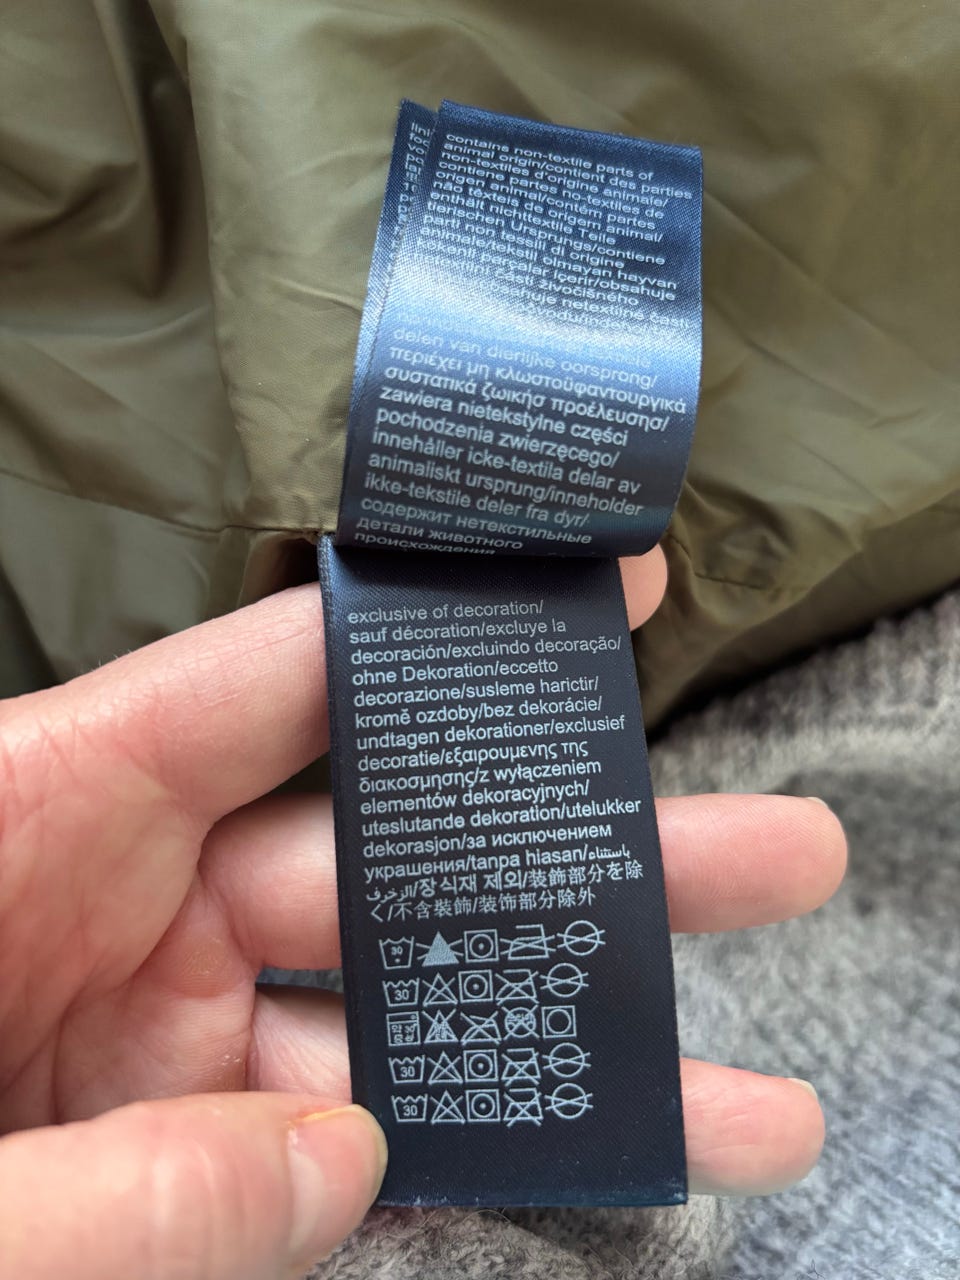 contains non-textile parts of
animal origin/contient des parties
non-textiles d'origine animale/
contiene partes no-textiles de
origen animal/contém partes
não têxteis de origem animal/
enthält nichttextile Teile
tierischen Ursprungs/contiene
parti non tessili di origine
animale/tekstil olmayan hayvan
kökenli parçalar içerir/obsahuje
části živočišného
netextilné časti
delen van dierlijke oorsprong/
περιέχει μη κλωστοϋφαντουργικά
συστατικά ζωικήσ προέλευσησ/
zawiera nietekstylne części
pochodzenia zwierzęcego/
innehåller icke-textila delar av
animaliskt ursprung/inneholder
ikke-tekstile deler fra dyr/
содержит нетекстильные
детали животного
происхождения
exclusive of decoration/
sauf décoration/excluye la
decoración/excluindo decoração/
ohne Dekoration/eccetto
decorazione/susleme harictir/
kromě ozdoby/bez dekorácie/
undtagen dekorationer/exclusief
decoratie/εξαιρουμενης της
διακοσμησης/z wyłączeniem
elementów dekoracyjnych/
uteslutande dekoration/utelukker
dekorasjon/за исключением
украшения/tanpa hiasan/باستثناء
الزخرف/장식재 제외/装飾部分を除
く/不含裝飾/装饰部分除外
30
30
약 30°
30
30